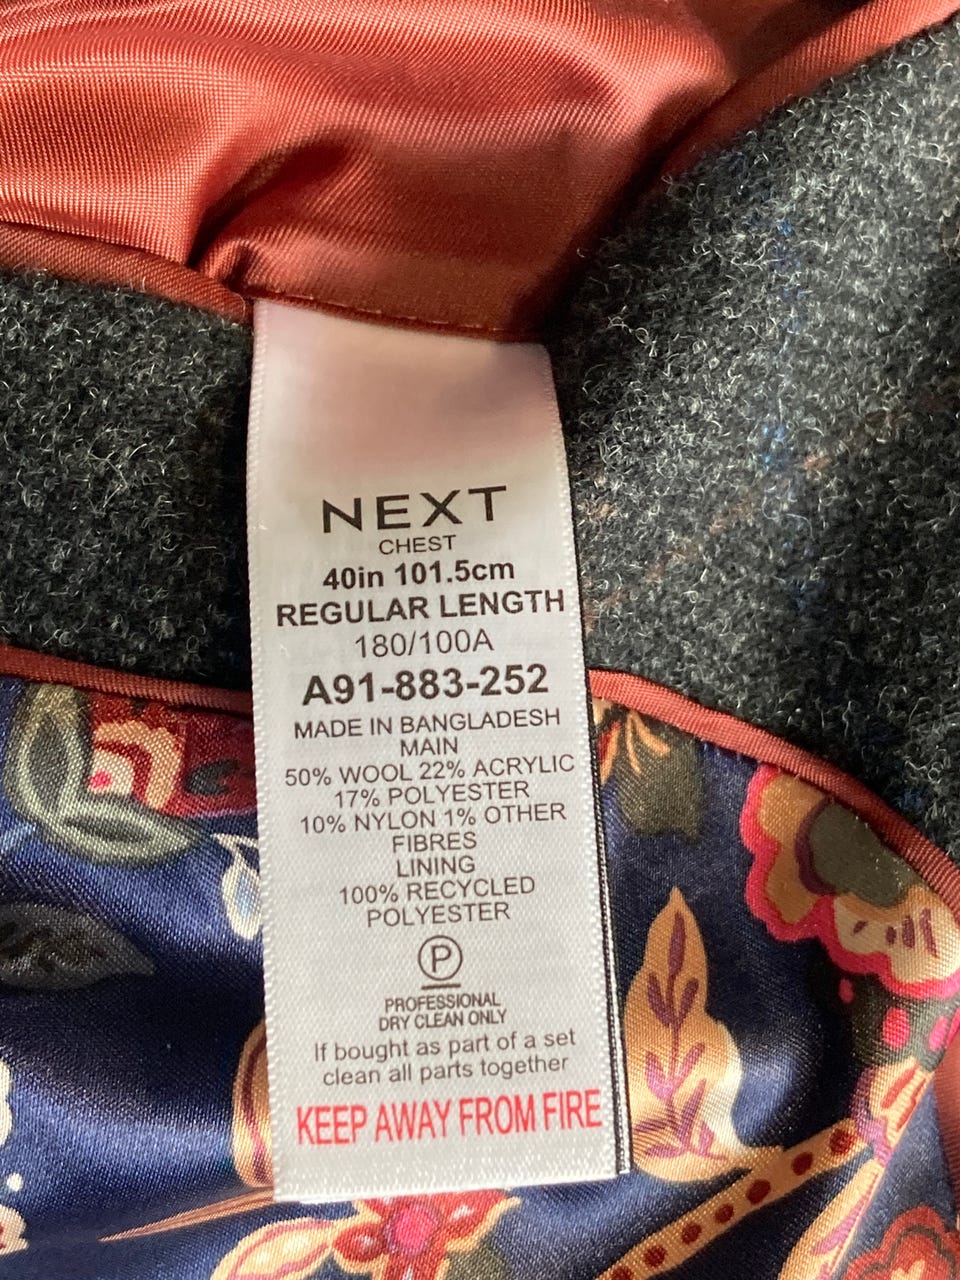 NEXT
CHEST
40in 101.5cm
REGULAR LENGTH
180/100A
A91-883-252
MADE IN BANGLADESH
MAIN
50% WOOL 22% ACRYLIC
17% POLYESTER
10% NYLON 1% OTHER
FIBRES
LINING
100% RECYCLED
POLYESTER
P
PROFESSIONAL
DRY CLEAN ONLY
If bought as part of a set
clean all parts together
KEEP AWAY FROM FIRE